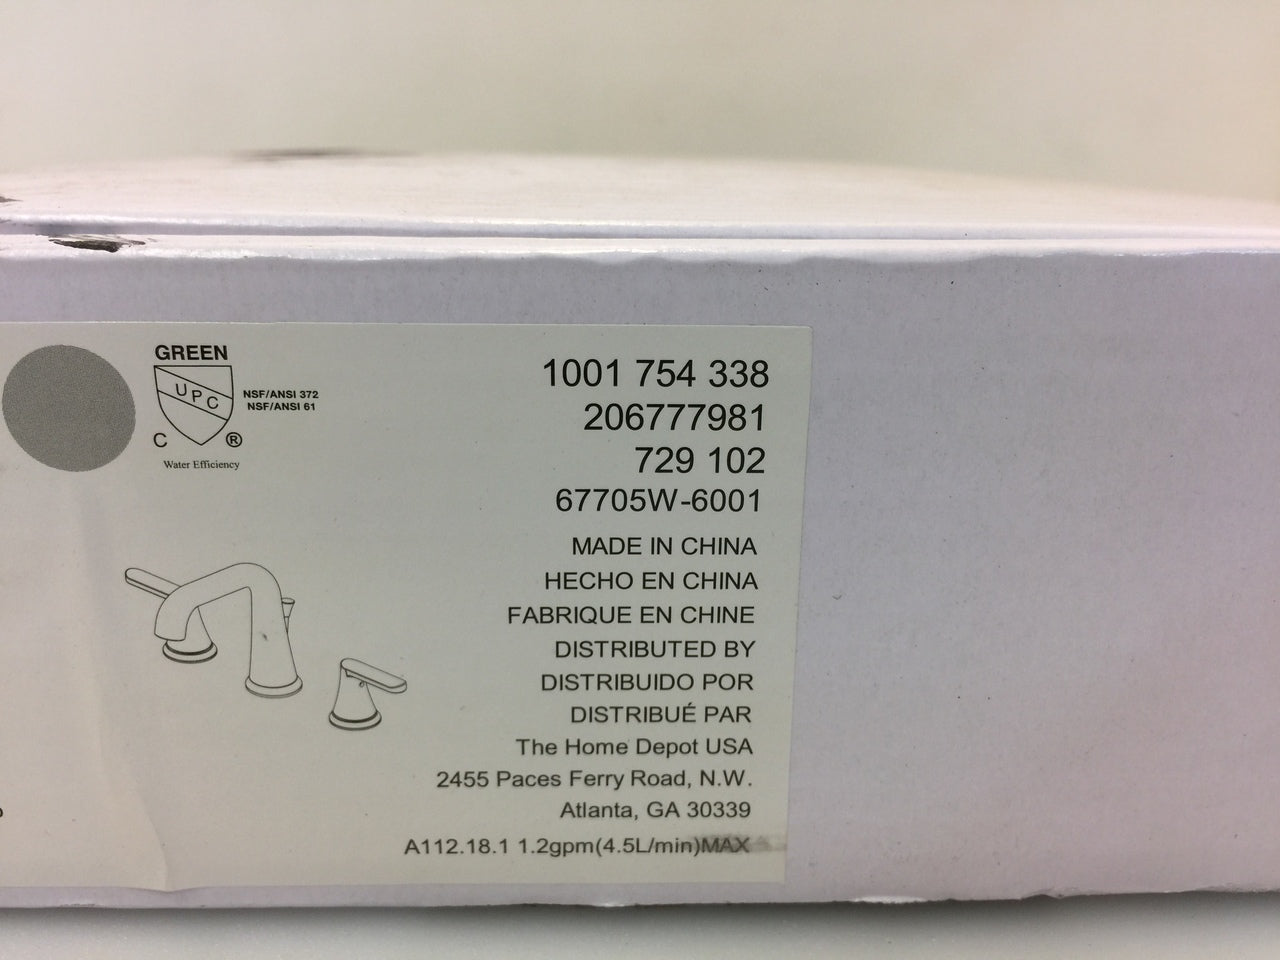 GREEN
UPC
NSF/ANSI 372
NSF/ANSI 61
C ®
Water Efficiency
1001 754 338
206777981
729 102
67705W-6001
MADE IN CHINA
HECHO EN CHINA
FABRIQUE EN CHINE
DISTRIBUTED BY
DISTRIBUIDO POR
DISTRIBUÉ PAR
The Home Depot USA
2455 Paces Ferry Road, N.W.
Atlanta, GA 30339
A112.18.1 1.2gpm(4.5L/min)MAX